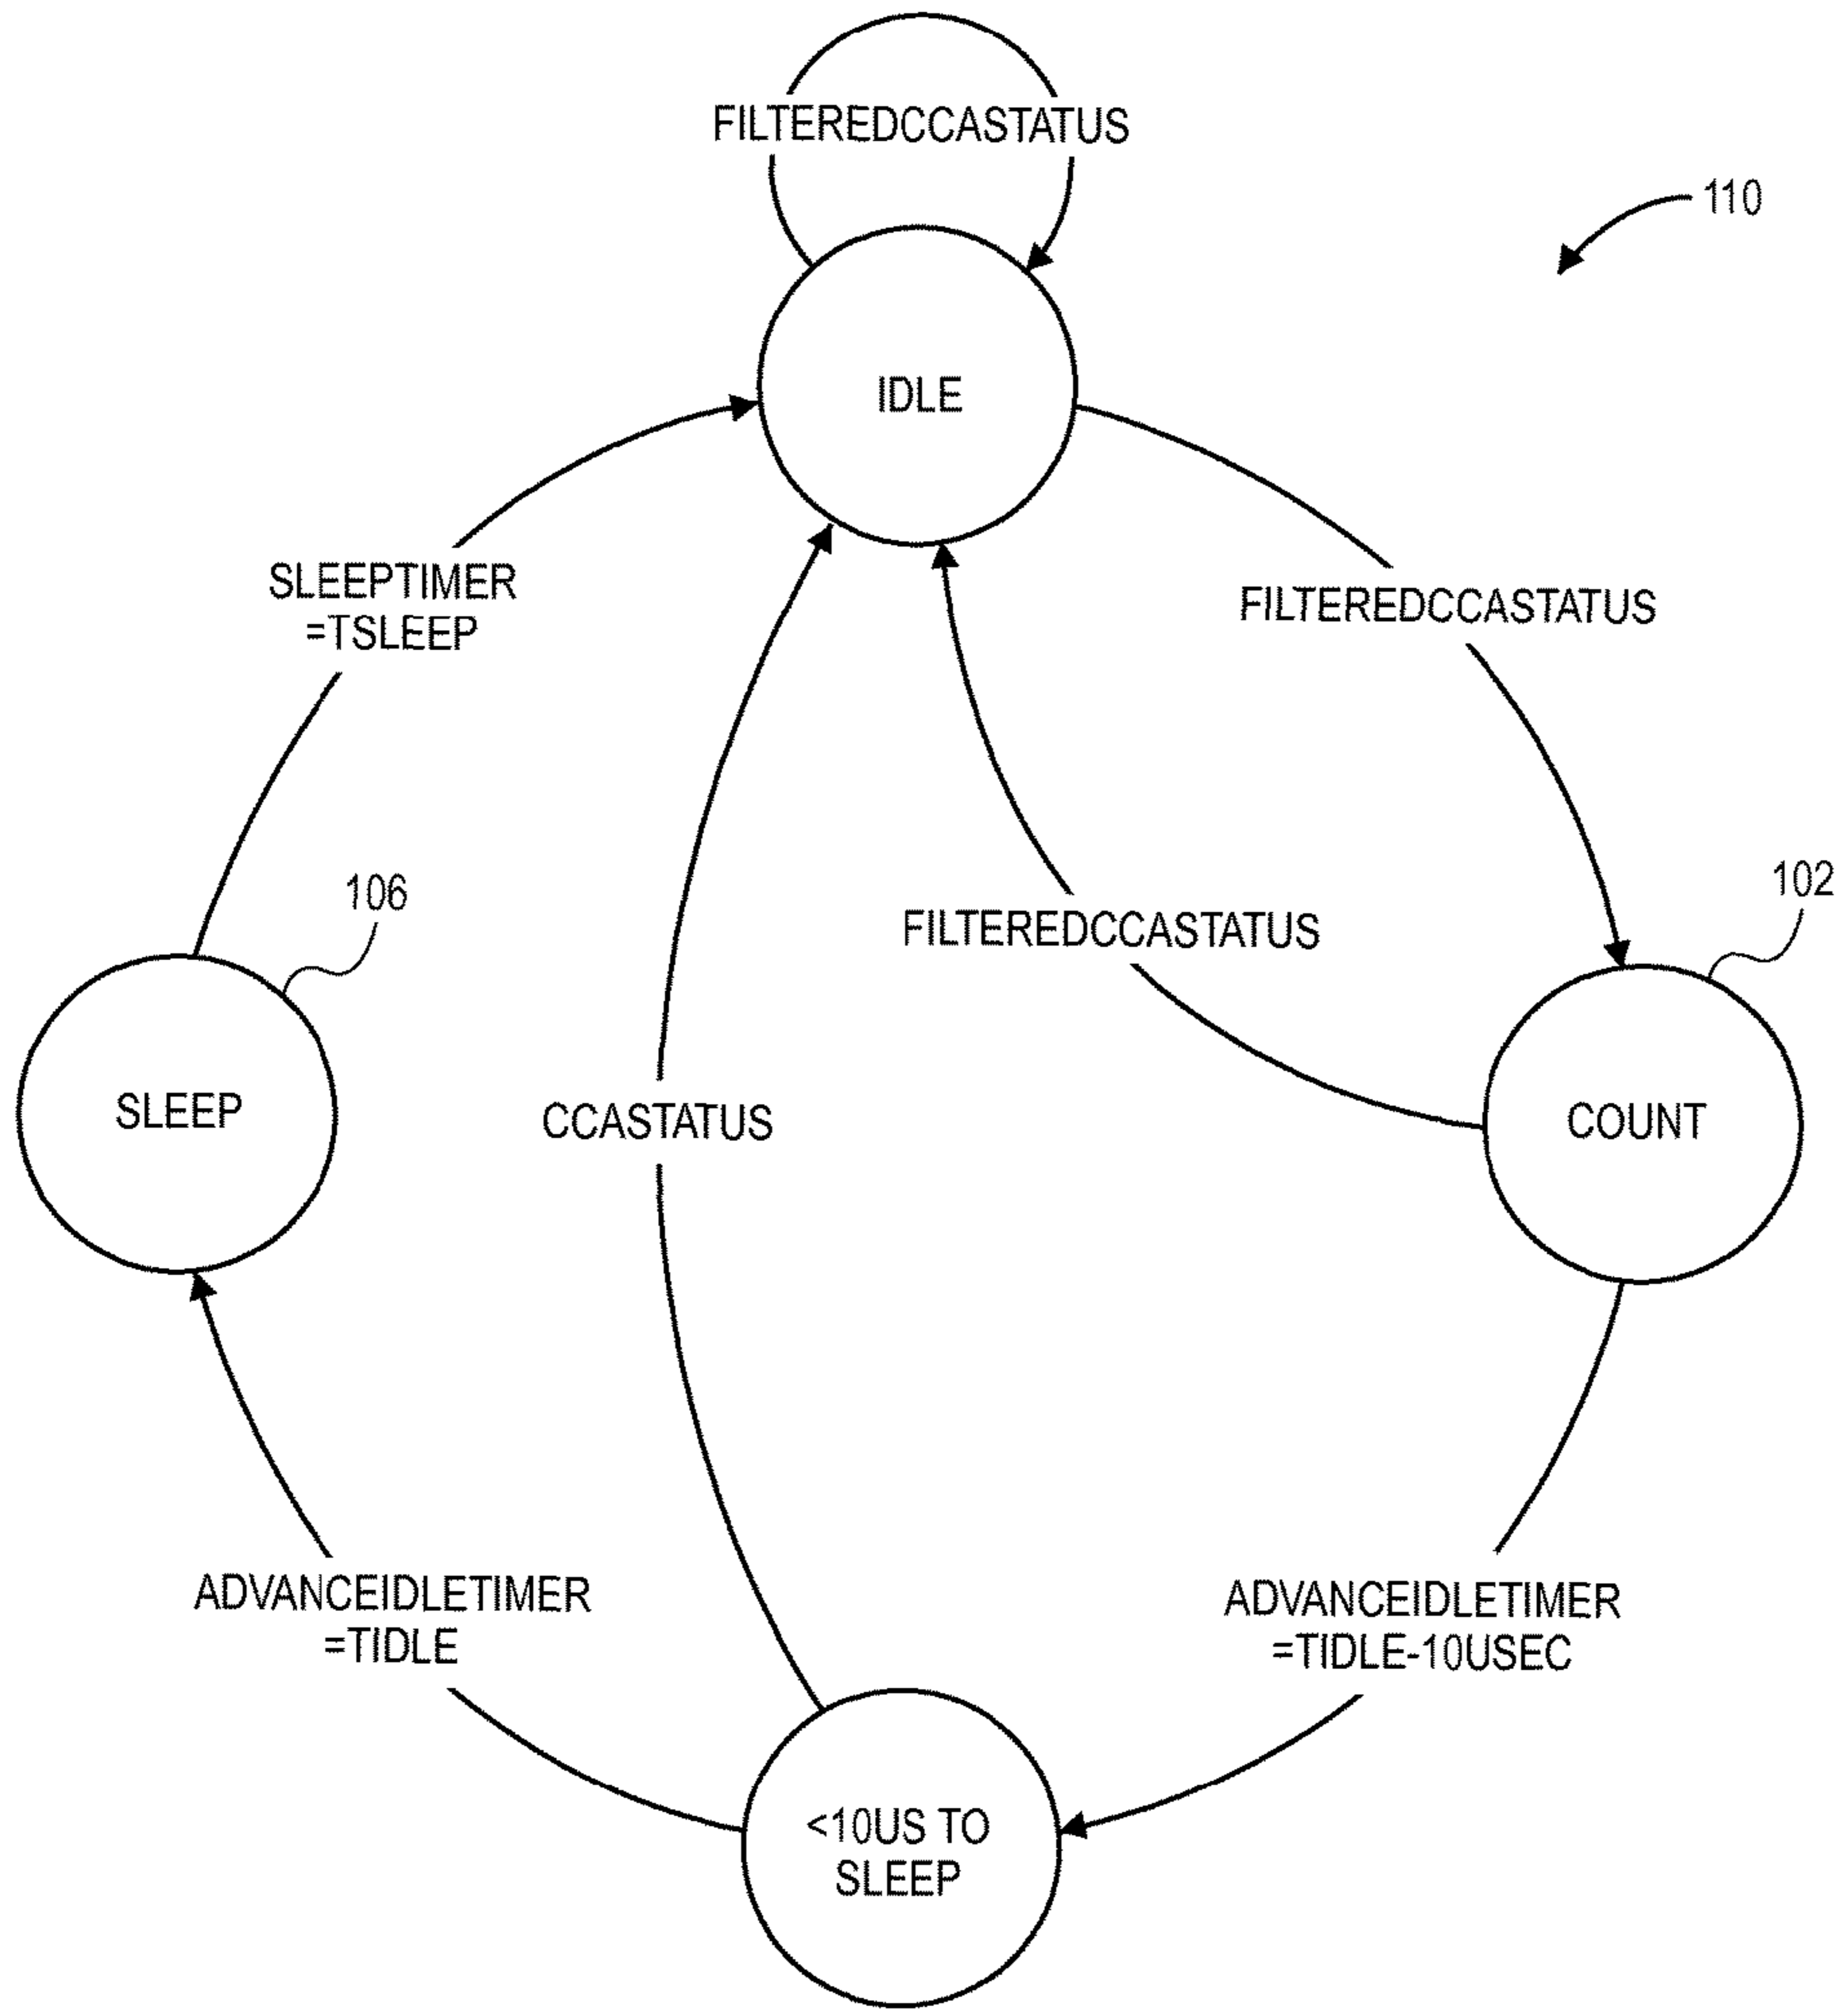 FILTEREDCCASTATUS
110
IDLE
SLEEPTIMER
=TSLEEP
FILTEREDCCASTATUS
106
102
FILTEREDCCASTATUS
SLEEP
CCASTATUS
COUNT
ADVANCEIDLETIMER
=TIDLE
ADVANCEIDLETIMER
=TIDLE-10USEC
<10US TO
SLEEP